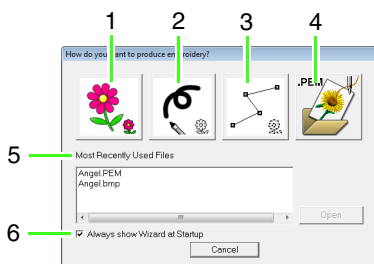 1 2 3 4
How do you want to produce embroidery?
.PEM
5 Most Recently Used Files
Angel.PEM
Angel.bmp
Open
6 Always show Wizard at Startup
Cancel